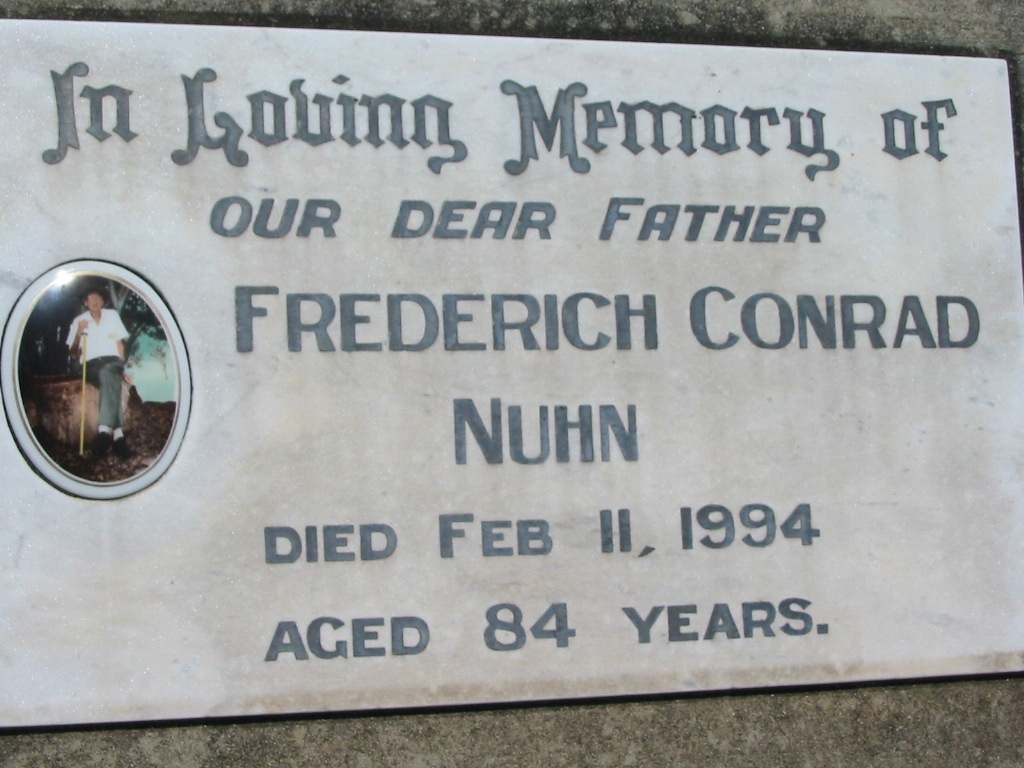 In Loving Memory of
OUR DEAR FATHER
FREDERICH CONRAD
NUHN
DIED FEB 11, 1994
AGED 84 YEARS.